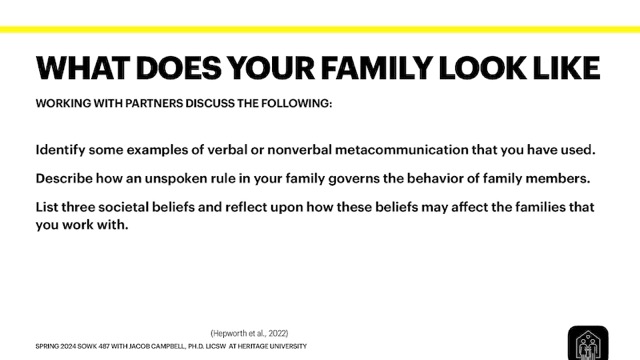 WHAT DOES YOUR FAMILY LOOK LIKE
WORKING WITH PARTNERS DISCUSS THE FOLLOWING:
Identify some examples of verbal or nonverbal metacommunication that you have used.
Describe how an unspoken rule in your family governs the behavior of family members.
List three societal beliefs and reflect upon how these beliefs may affect the families that
you work with.
(Hepworth et al., 2022)
SPRING 2024 SOWK 487 WITH JACOB CAMPBELL, PH.D. LICSW AT HERITAGE UNIVERSITY